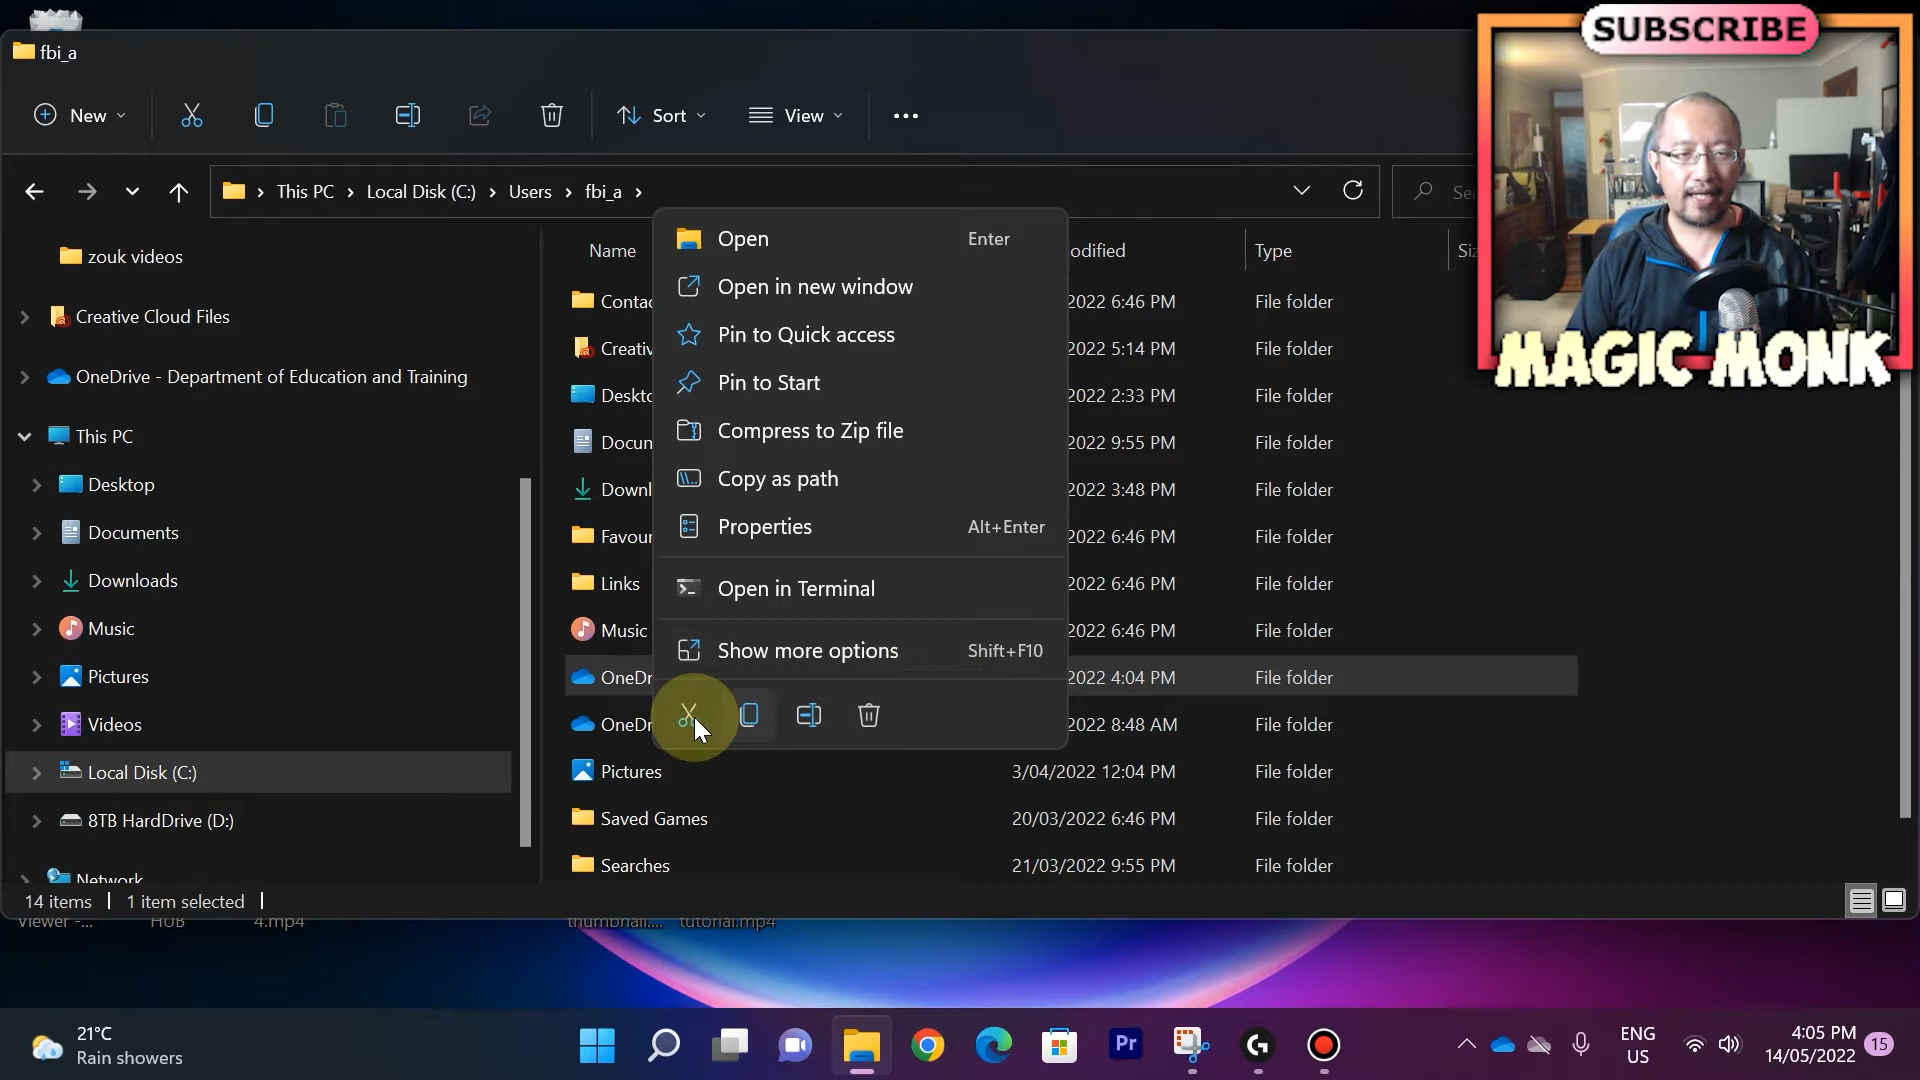 SUBSCRIBE
fbi_a
New
Sort
View
This PC
Local Disk (C:)
Users
fbi_a
zouk videos
Creative Cloud Files
OneDrive - Department of Education and Training
This PC
Desktop
Documents
Downloads
Music
Pictures
Videos
Local Disk (C:)
8TB HardDrive (D:)
Network
Name
Type
2022 6:46 PM File folder
2022 5:14 PM File folder
2022 2:33 PM File folder
2022 9:55 PM File folder
2022 3:48 PM File folder
2022 6:46 PM File folder
Links 2022 6:46 PM File folder
Music 2022 6:46 PM File folder
2022 4:04 PM File folder
2022 8:48 AM File folder
Pictures 3/04/2022 12:04 PM File folder
Saved Games 20/03/2022 6:46 PM File folder
Searches 21/03/2022 9:55 PM File folder
Open Enter
Open in new window
Pin to Quick access
Pin to Start
Compress to Zip file
Copy as path
Properties Alt+Enter
Open in Terminal
Show more options Shift+F10
MAGIC MONK
14 items
1 item selected
Viewer -...
HUB
4.mp4
thumbnail....
tutorial.mp4
21°C
Rain showers
Pr
ENG
US
4:05 PM
14/05/2022
15